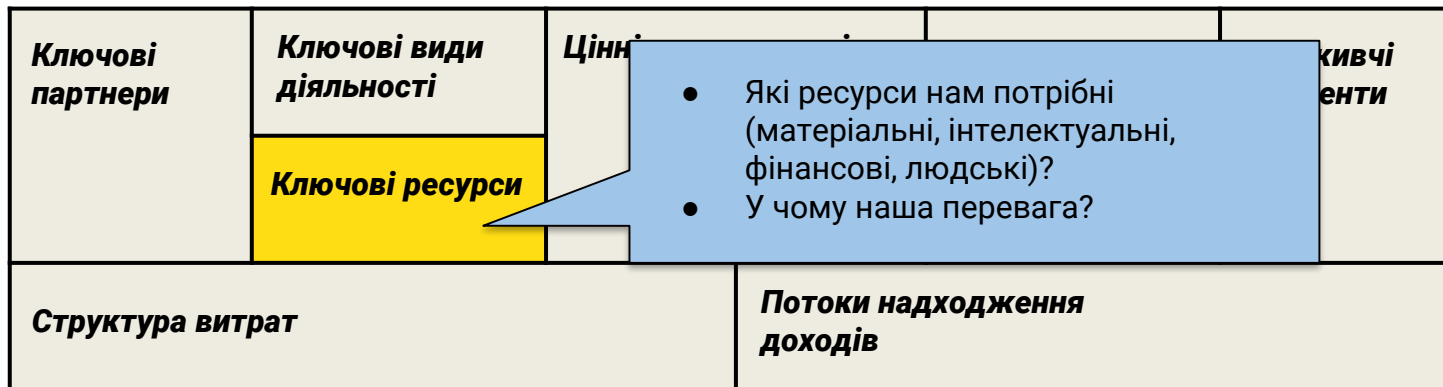 Ключові
партнери
Ключові види
діяльності
Ключові ресурси
● Які ресурси нам потрібні
(матеріальні, інтелектуальні,
фінансові, людські)?
● У чому наша перевага?
Структура витрат
Потоки надходження
доходів